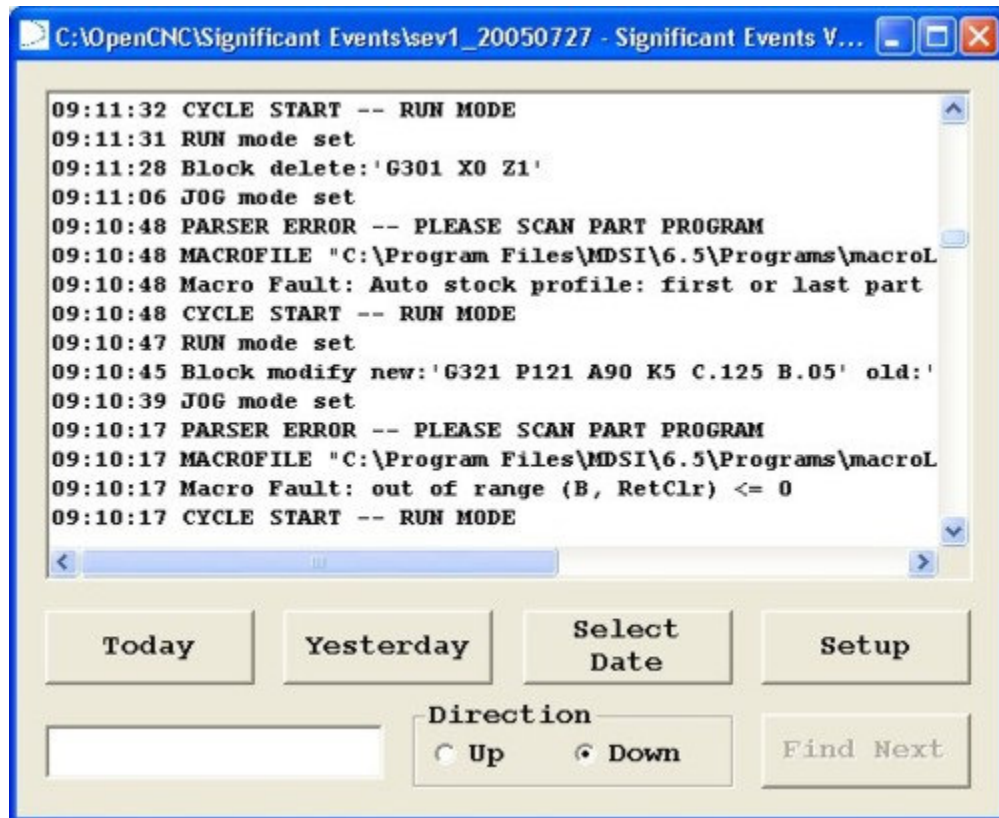 C:\OpenCNC\Significant Events\sev1_20050727 - Significant Events V...
09:11:32 CYCLE START -- RUN MODE
09:11:31 RUN mode set
09:11:28 Block delete:'G301 X0 Z1'
09:11:06 JOG mode set
09:10:48 PARSER ERROR -- PLEASE SCAN PART PROGRAM
09:10:48 MACROFILE "C:\Program Files\MDSI\6.5\Programs\macroL
09:10:48 Macro Fault: Auto stock profile: first or last part
09:10:48 CYCLE START -- RUN MODE
09:10:47 RUN mode set
09:10:45 Block modify new:'G321 P121 A90 K5 C.125 B.05' old:'
09:10:39 JOG mode set
09:10:17 PARSER ERROR -- PLEASE SCAN PART PROGRAM
09:10:17 MACROFILE "C:\Program Files\MDSI\6.5\Programs\macroL
09:10:17 Macro Fault: out of range (B, RetClr) <= 0
09:10:17 CYCLE START -- RUN MODE
Today
Yesterday
Select
Date
Setup
Direction
Up
Down
Find Next